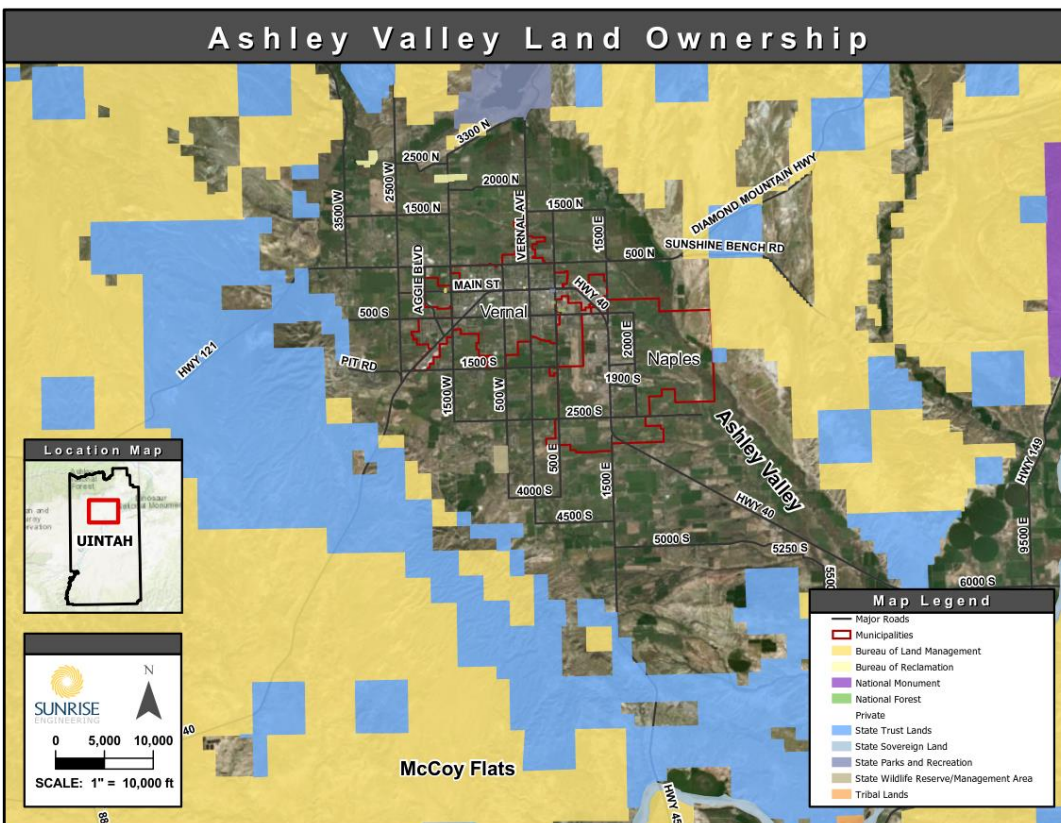 Ashley Valley Land Ownership
3300 N
2500 N
2500 W
2000 N
3500 W
1500 N
VERNAL AVE
1500 N
1500 E
DIAMOND MOUNTAIN HWY
SUNSHINE BENCH RD
500 N
AGGIE BLVD
MAIN ST
HWY 40
500 S
Vernal
2000 E
HWY 121
PIT RD
1500 S
Naples
1900 S
1500 W
500 W
2500 S
Ashley Valley
500 E
1500 E
HWY 149
4000 S
HWY 40
4500 S
5000 S
5250 S
9500 E
6000 S
40
McCoy Flats
HWY 45
Location Map
UINTAH
SUNRISE
ENGINEERING
N
0 5,000 10,000
SCALE: 1" = 10,000 ft
Map Legend
Major Roads
Municipalities
Bureau of Land Management
Bureau of Reclamation
National Monument
National Forest
Private
State Trust Lands
State Sovereign Land
State Parks and Recreation
State Wildlife Reserve/Management Area
Tribal Lands